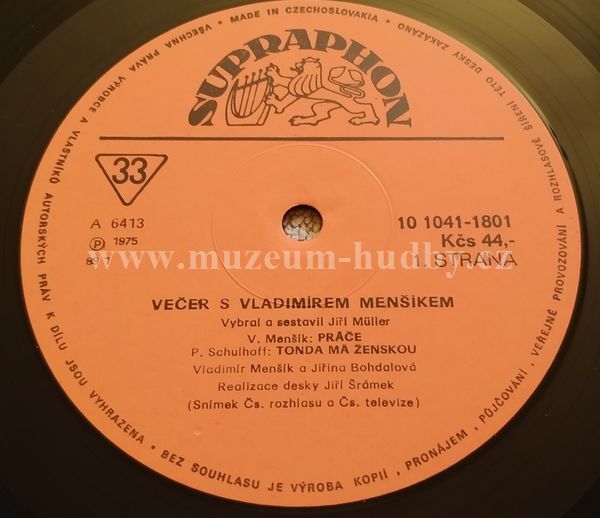 VÝROBCE A VLASTNÍKŮ AUTORSKÝCH PRÁV K DÍLU JSOU VYHRAZENA • BEZ SOUHLASU JE VÝROBA KOPIÍ, PRONÁJEM, PŮJČOVÁNÍ, VEŘEJNÉ PROVOZOVÁNÍ A ROZHLASOVÉ ŠÍŘENÍ TÉTO DESKY ZAKÁZÁNO • MADE IN CZECHOSLOVAKIA • VŠECHNA PRÁVA
SUPRAPHON
33
A 6413
℗ 1975
10 1041-1801
Kčs 44,-
1. STRANA
www.muzeum-hudby.cz
VEČER S VLADIMÍREM MENŠÍKEM
Vybral a sestavil Jiří Müller
V. Menšík: PRÁČE
P. Schulhoff: TONDA MÁ ŽENSKOU
Vladimír Menšík a Jiřina Bohdalová
Realizace desky Jiří Šrámek
(Snímek Čs. rozhlasu a Čs. televize)